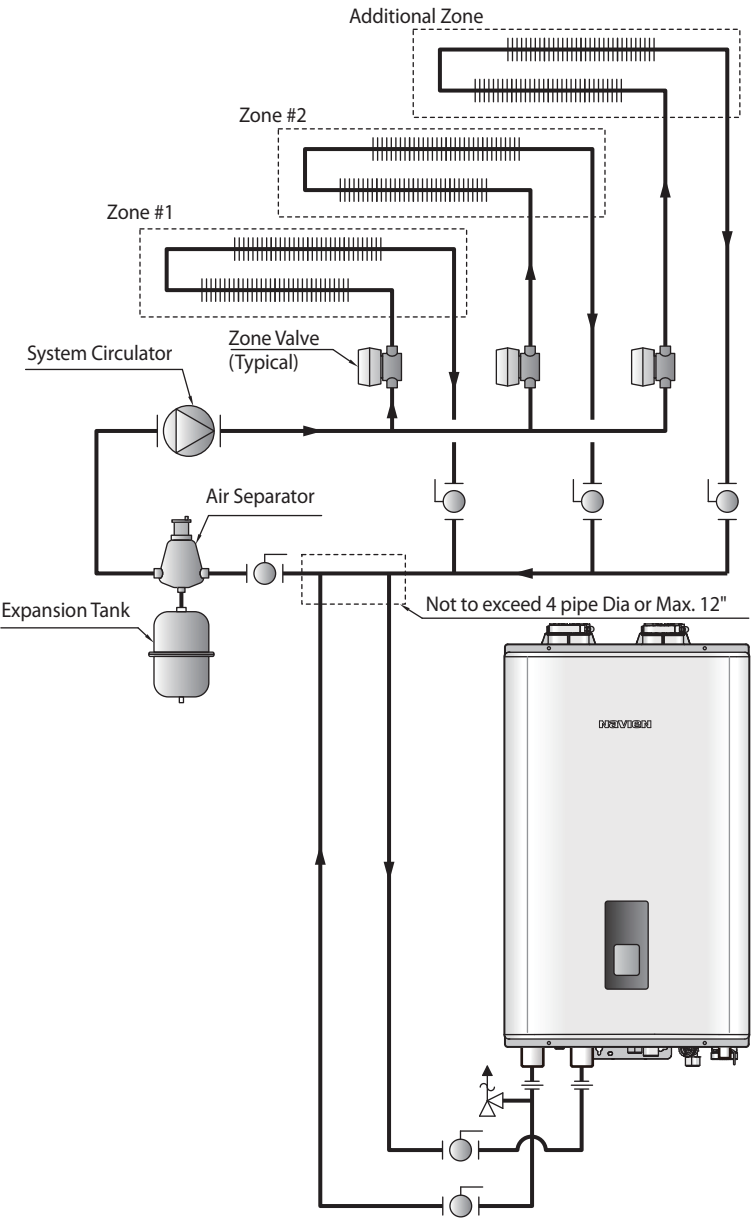 Additional Zone
Zone #2
Zone #1
Zone Valve
(Typical)
System Circulator
Air Separator
Expansion Tank
Not to exceed 4 pipe Dia or Max. 12"
NAVIEN